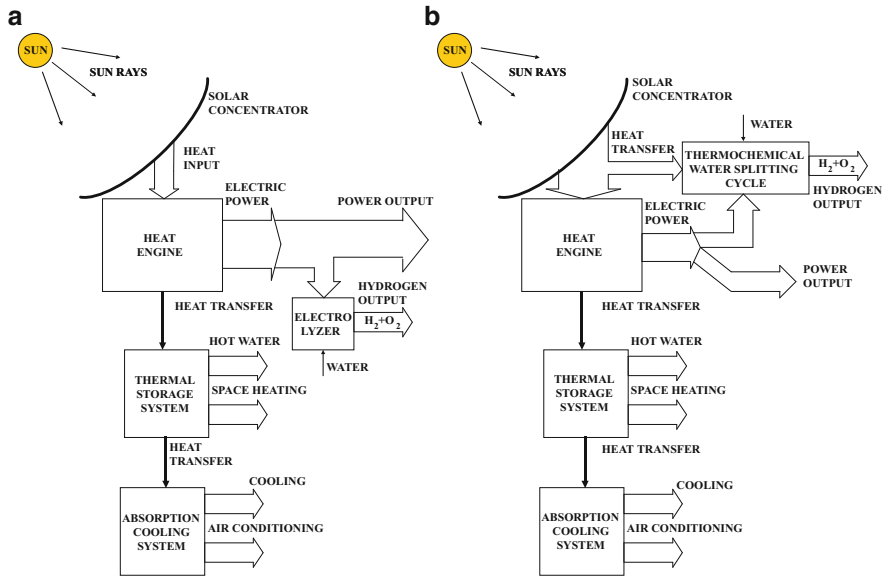 a
SUN
SUN RAYS
SOLAR
CONCENTRATOR
HEAT
INPUT
ELECTRIC
POWER
POWER OUTPUT
HEAT
ENGINE
HYDROGEN
OUTPUT
HEAT TRANSFER
ELECTRO
LYZER
H2+O2
WATER
HOT WATER
THERMAL
STORAGE
SYSTEM
SPACE HEATING
HEAT
TRANSFER
COOLING
ABSORPTION
COOLING
SYSTEM
AIR CONDITIONING
b
SUN
SUN RAYS
SOLAR
CONCENTRATOR
HEAT
TRANSFER
WATER
THERMOCHEMICAL
WATER SPLITTING
CYCLE
H2+O2
HYDROGEN
OUTPUT
ELECTRIC
POWER
HEAT
ENGINE
POWER
OUTPUT
HEAT TRANSFER
HOT WATER
THERMAL
STORAGE
SYSTEM
SPACE HEATING
HEAT TRANSFER
COOLING
ABSORPTION
COOLING
SYSTEM
AIR CONDITIONING